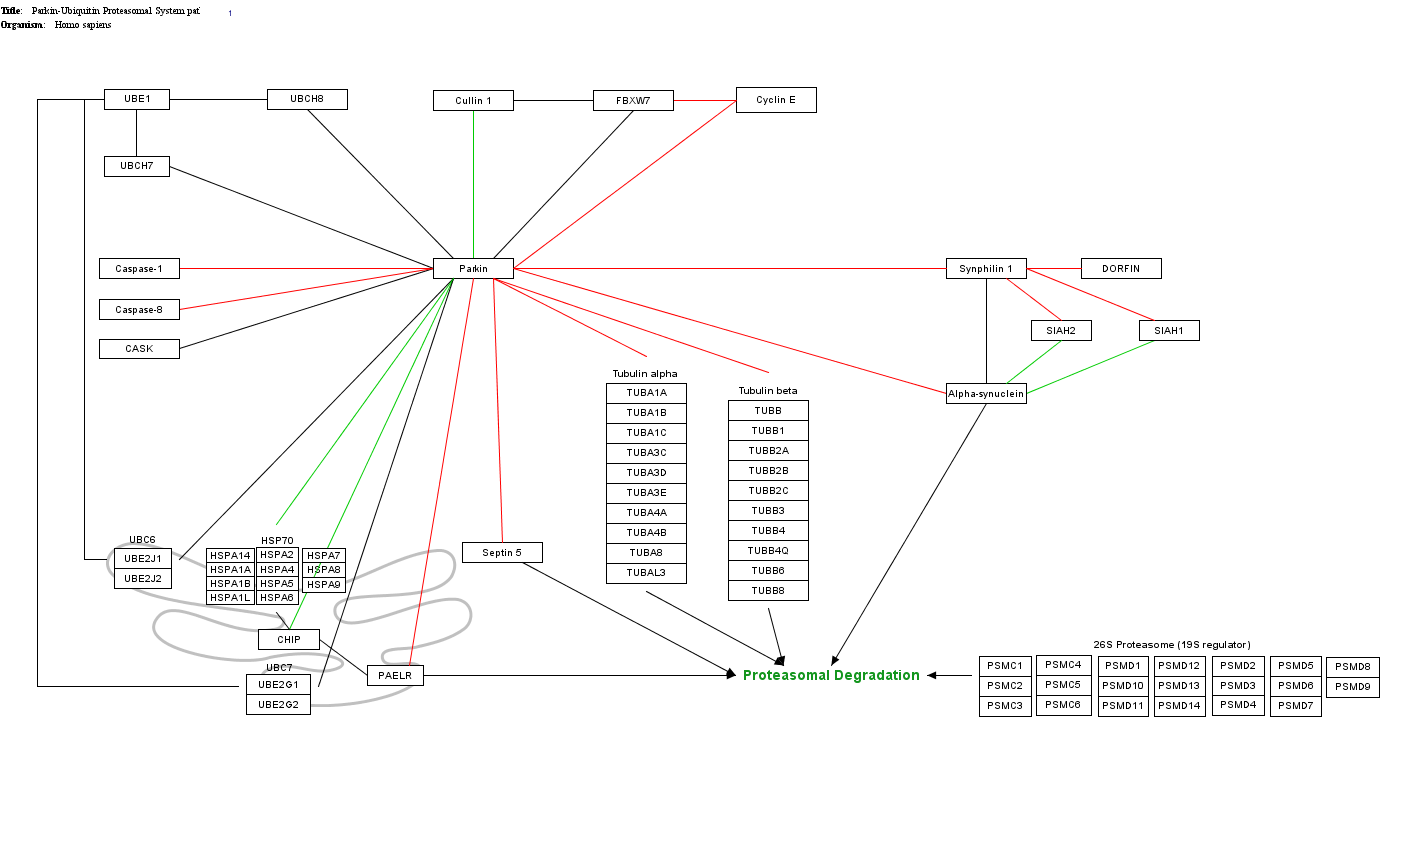 Title: Parkin-Ubiquitin Proteasomal System pat
1
Organism: Homo sapiens
UBE1
UBCH8
Cullin 1
FBXW7
Cyclin E
UBCH7
Caspase-1
Parkin
Synphilin 1
DORFIN
Caspase-8
SIAH2
SIAH1
CASK
Tubulin alpha
TUBA1A
TUBA1B
TUBA1C
TUBA3C
TUBA3D
TUBA3E
TUBA4A
TUBA4B
TUBA8
TUBAL3
Tubulin beta
TUBB
TUBB1
TUBB2A
TUBB2B
TUBB2C
TUBB3
TUBB4
TUBB4Q
TUBB6
TUBB8
Alpha-synuclein
UBC6
UBE2J1
UBE2J2
HSP70
HSPA14 HSPA2 HSPA7
HSPA1A HSPA4 HSPA8
HSPA1B HSPA5 HSPA9
HSPA1L HSPA6
Septin 5
CHIP
UBC7
UBE2G1
UBE2G2
PAELR
Proteasomal Degradation
26S Proteasome (19S regulator)
PSMC1 PSMC4 PSMD1 PSMD12 PSMD2 PSMD5 PSMD8
PSMC2 PSMC5 PSMD10 PSMD13 PSMD3 PSMD6 PSMD9
PSMC3 PSMC6 PSMD11 PSMD14 PSMD4 PSMD7